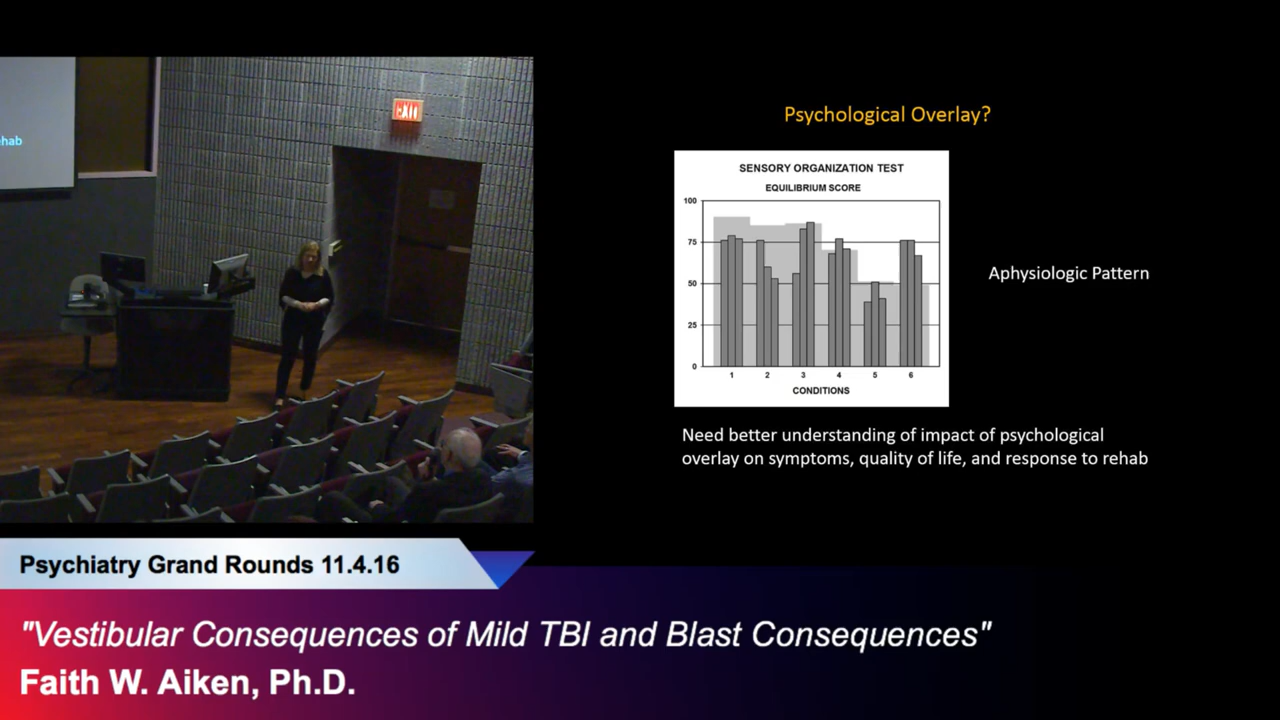 hab
EXIT
Psychological Overlay?
SENSORY ORGANIZATION TEST
EQUILIBRIUM SCORE
100
75
50
25
0
1 2 3 4 5 6
CONDITIONS
Aphysiologic Pattern
Need better understanding of impact of psychological
overlay on symptoms, quality of life, and response to rehab
Psychiatry Grand Rounds 11.4.16
"Vestibular Consequences of Mild TBI and Blast Consequences"
Faith W. Aiken, Ph.D.